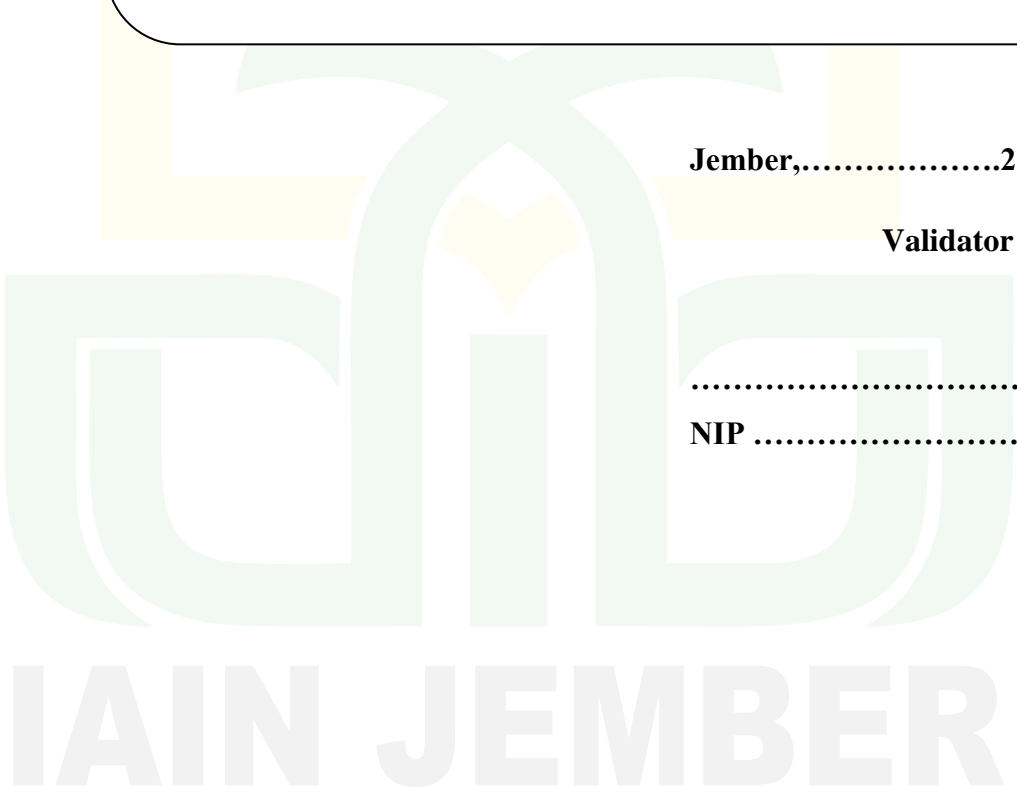 Jember,……………….2
Validator
……………………………
NIP ………………………
IAIN JEMBER